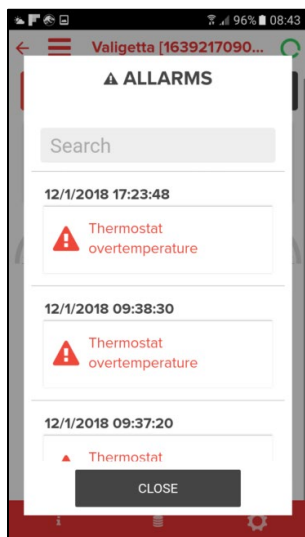 96% 08:43
Valigetta [1639217090...
ALLARMS
Search
12/1/2018 17:23:48
Thermostat
overtemperature
12/1/2018 09:38:30
Thermostat
overtemperature
12/1/2018 09:37:20
Thermostat
CLOSE